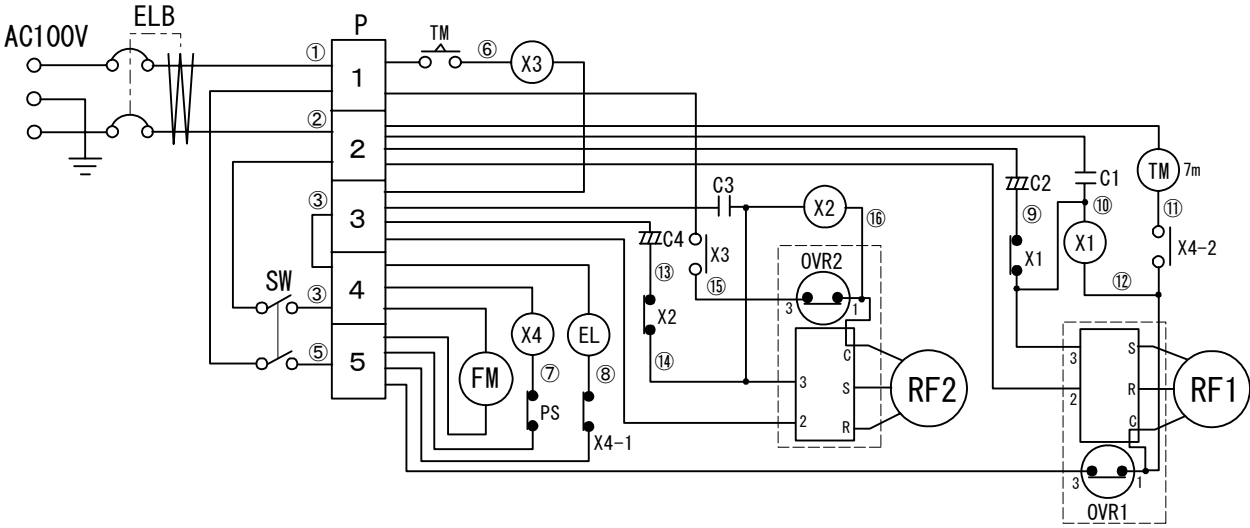 ELB
P
AC100V
TM
①
⑥
X3
1
②
2
C2
C1
TM 7m
③
C3
⑨
⑩
⑪
3
X2
⑯
X1
C4
X3
X1
X4-2
⑬
OVR2
⑫
SW
4
③
⑮
3
1
X4
EL
X2
⑤
5
⑦
⑧
⑭
C
3
S
FM
3
S
RF2
R
RF1
PS
2
R
2
C
X4-1
3
1
OVR1